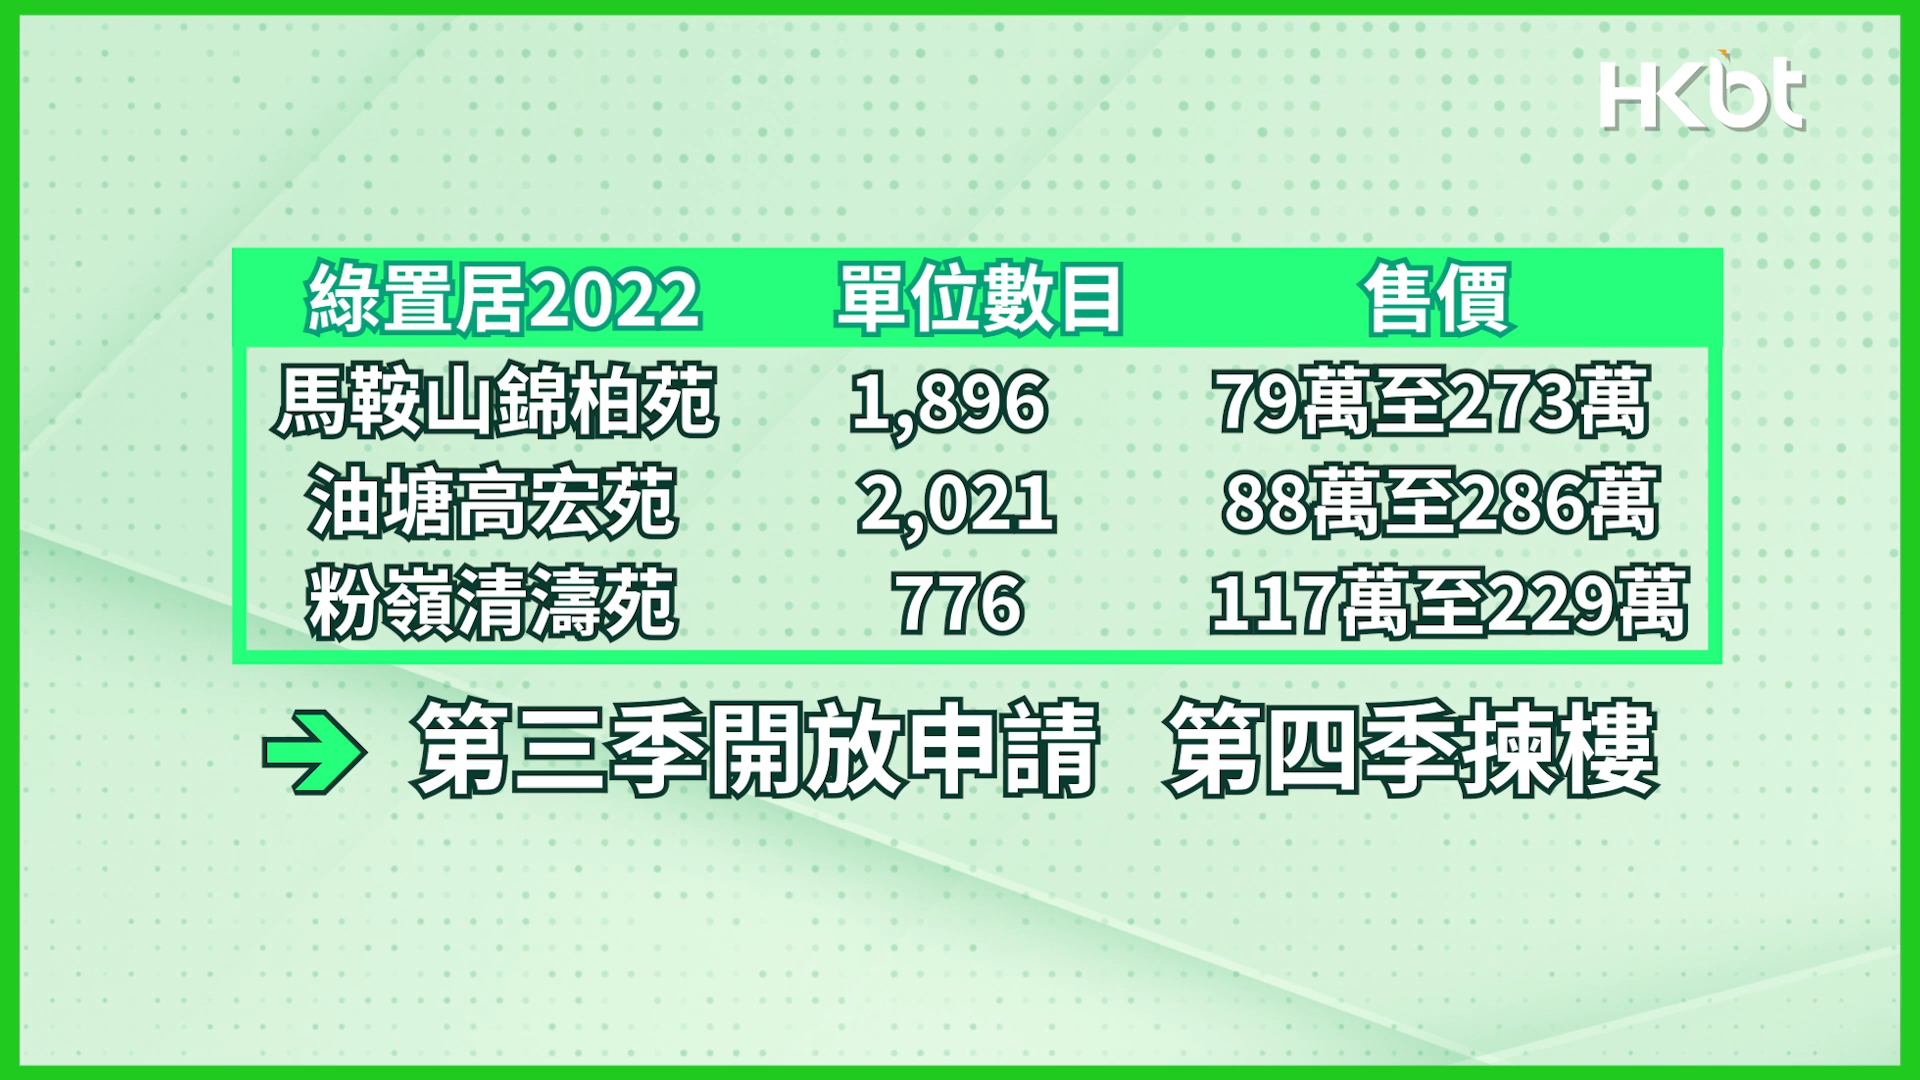 HKbt
綠置居2022 單位數目 售價
馬鞍山錦柏苑 1,896 79萬至273萬
油塘高宏苑 2,021 88萬至286萬
粉嶺清濤苑 776 117萬至229萬
第三季開放申請 第四季揀樓